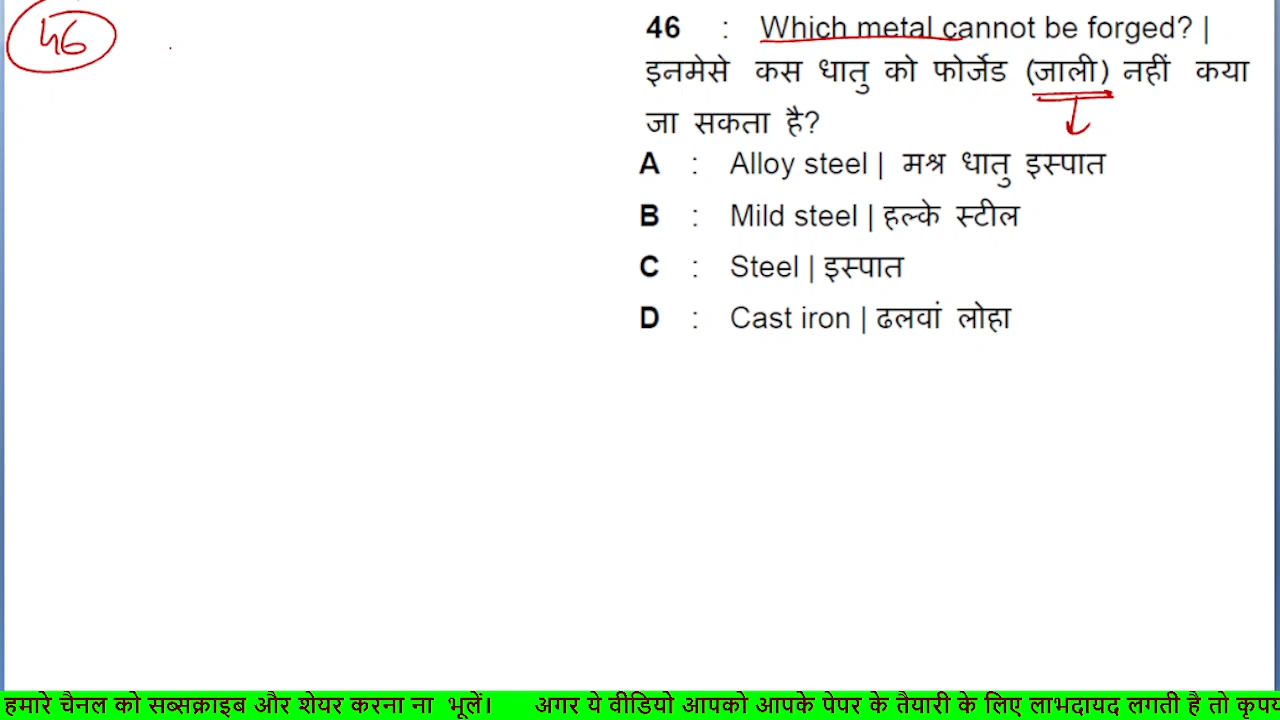 46
46 : Which metal cannot be forged? |
इनमेसे कस धातु को फोर्जेड (जाली) नहीं कया
जा सकता है?
A : Alloy steel | मश्र धातु इस्पात
B : Mild steel | हल्के स्टील
C : Steel | इस्पात
D : Cast iron | ढलवां लोहा
हमारे चैनल को सब्सक्राइब और शेयर करना ना भूलें। अगर ये वीडियो आपको आपके पेपर के तैयारी के लिए लाभदायद लगती है तो कृपय